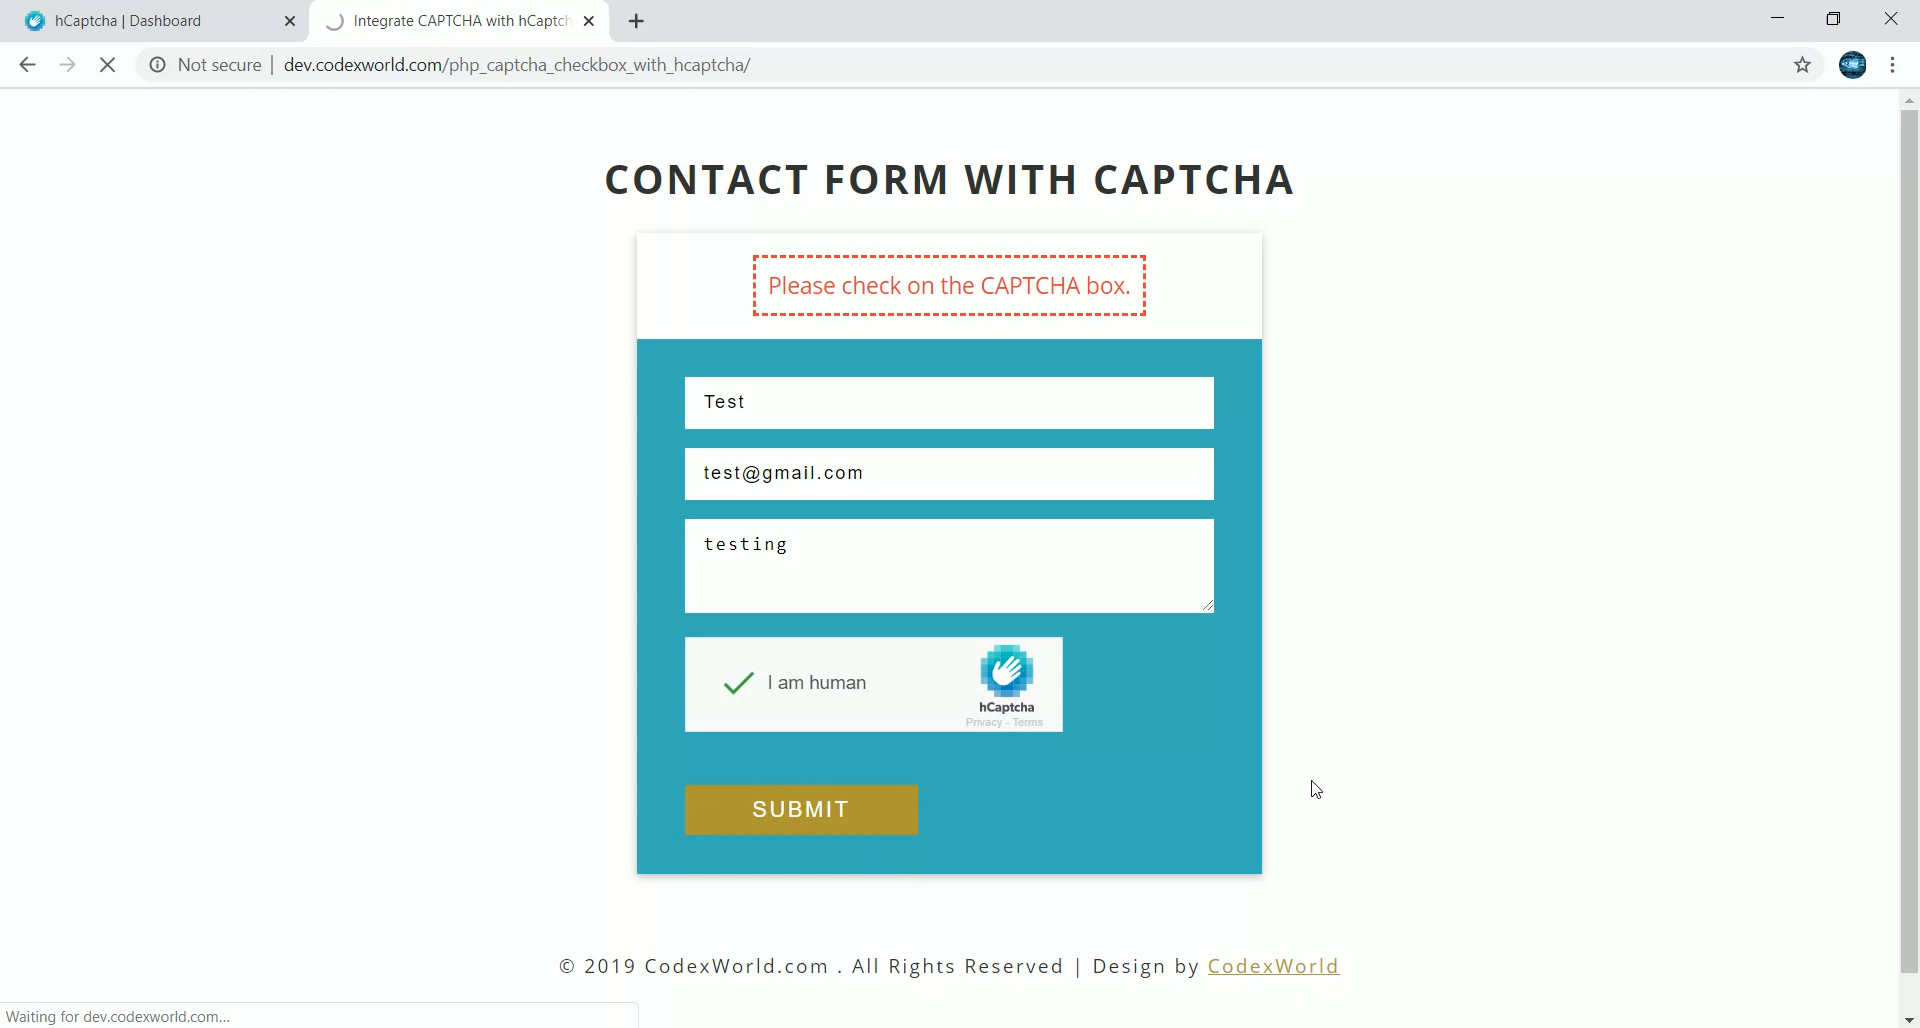 hCaptcha | Dashboard
Integrate CAPTCHA with hCaptch
Not secure | dev.codexworld.com/php_captcha_checkbox_with_hcaptcha/
CONTACT FORM WITH CAPTCHA
Please check on the CAPTCHA box.
Test
test@gmail.com
testing
I am human
hCaptcha
Privacy - Terms
SUBMIT
© 2019 CodexWorld.com . All Rights Reserved | Design by CodexWorld
Waiting for dev.codexworld.com...